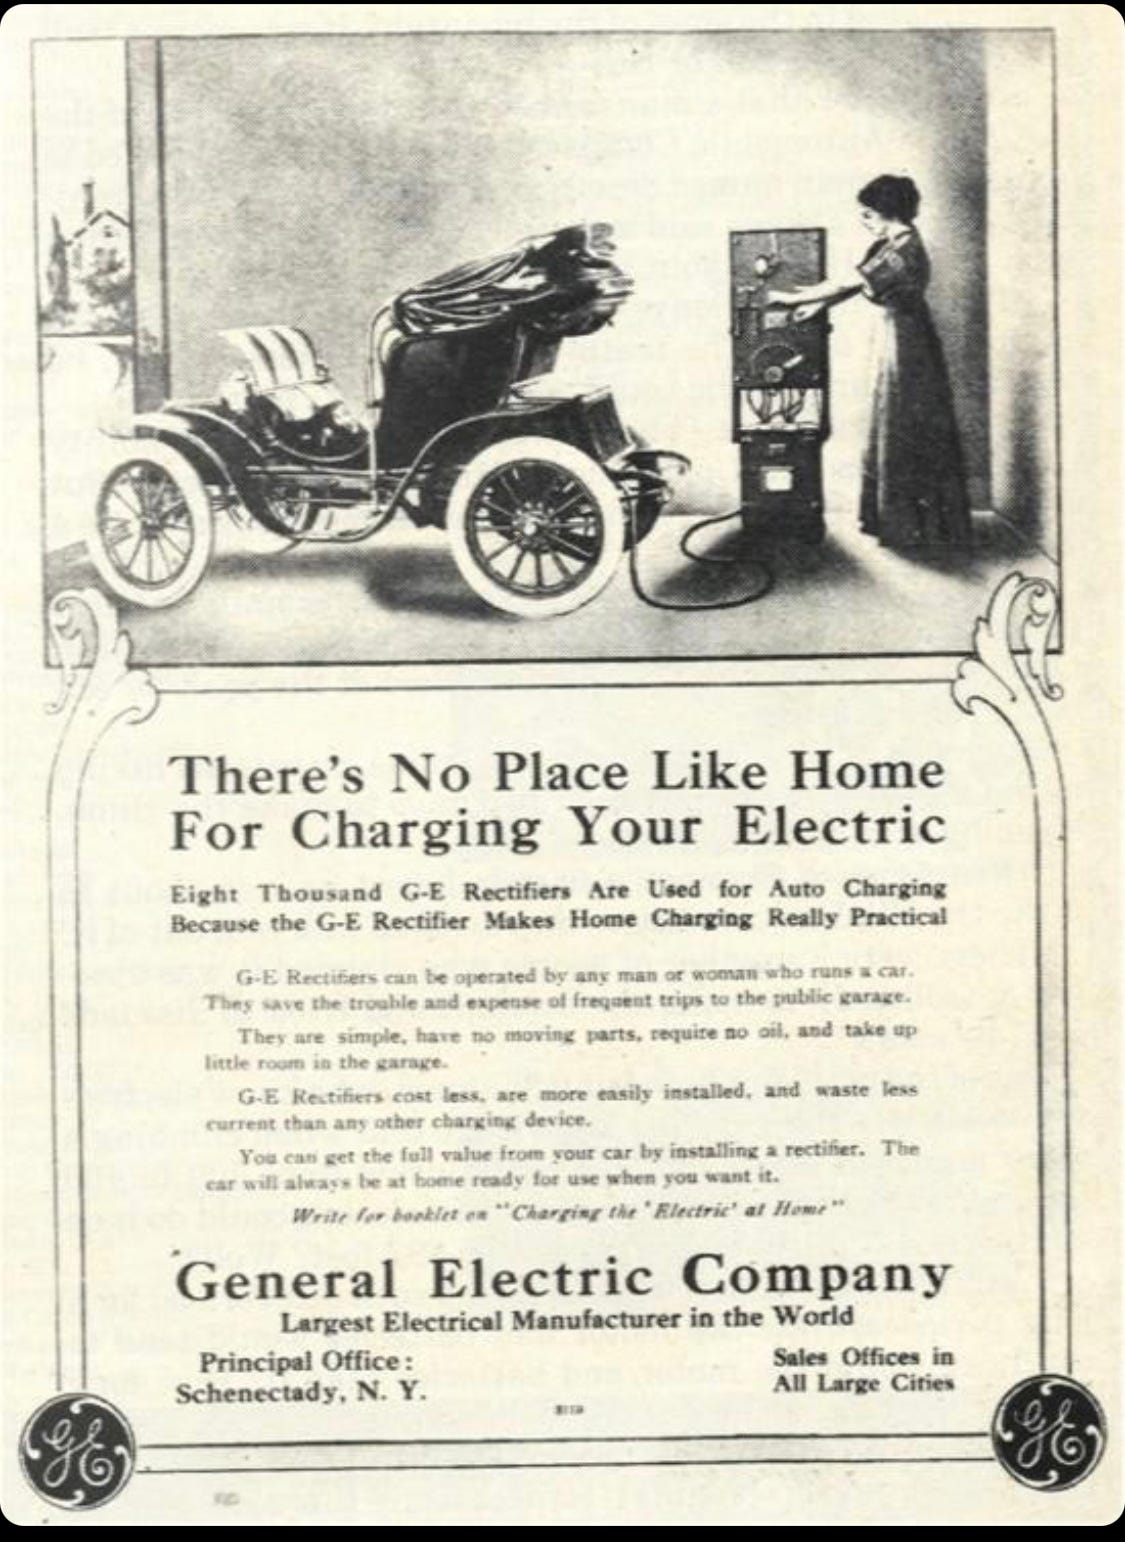 There's No Place Like Home
For Charging Your Electric
Eight Thousand G-E Rectifiers Are Used for Auto Charging
Because the G-E Rectifier Makes Home Charging Really Practical
G-E Rectifiers can be operated by any man or woman who runs a car.
They save the trouble and expense of frequent trips to the public garage.
They are simple, have no moving parts, require no oil, and take up
little room in the garage.
G-E Rectifiers cost less, are more easily installed, and waste less
current than any other charging device.
You can get the full value from your car by installing a rectifier. The
car will always be at home ready for use when you want it.
Write for booklet on "Charging the 'Electric' at Home"
General Electric Company
Largest Electrical Manufacturer in the World
Principal Office:
Schenectady, N. Y.
Sales Offices in
All Large Cities
GE
GE